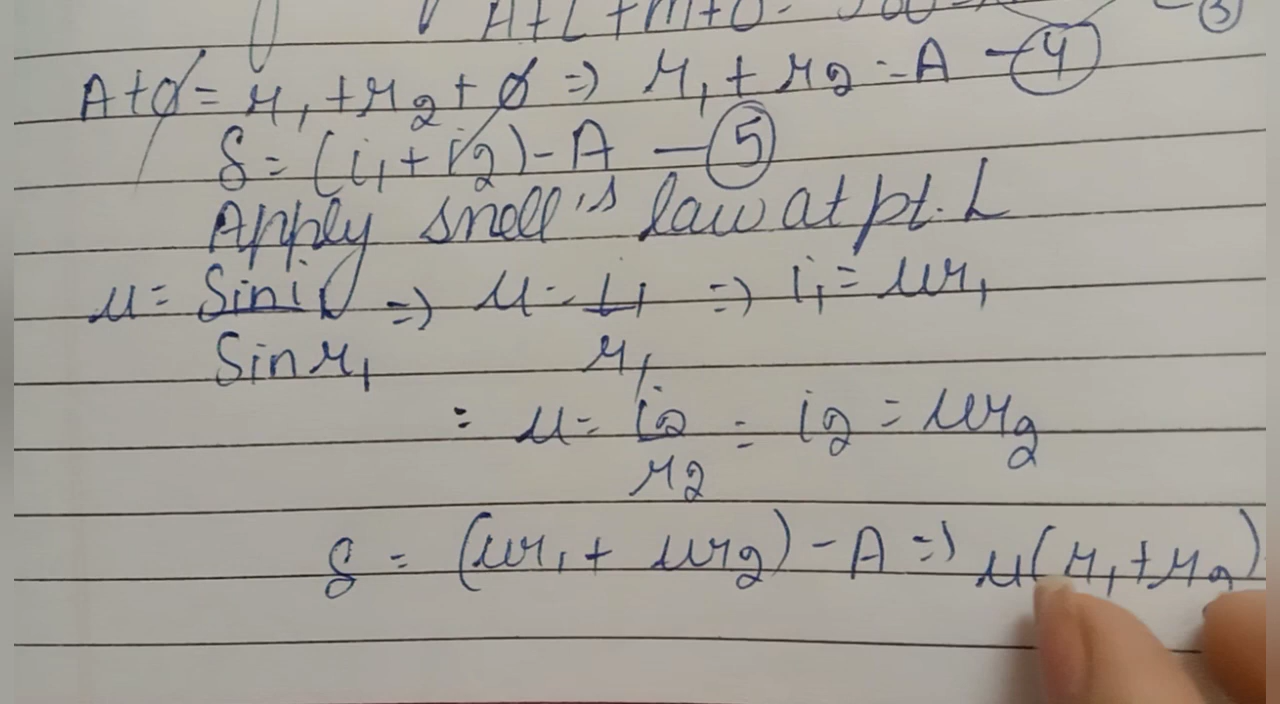 A+O = r₁ + r₂ + O ⇒ r₁ + r₂ = A — ④
δ = (i₁ + i₂) - A — ⑤
Apply snell's law at pt. L
μ = Sin i₁ / Sin r₁ ⇒ μ = i₁ / r₁ ⇒ i₁ = μr₁
= μ = i₂ / r₂ = i₂ = μr₂
δ = (μr₁ + μr₂) - A ⇒ μ(r₁ + r₂)